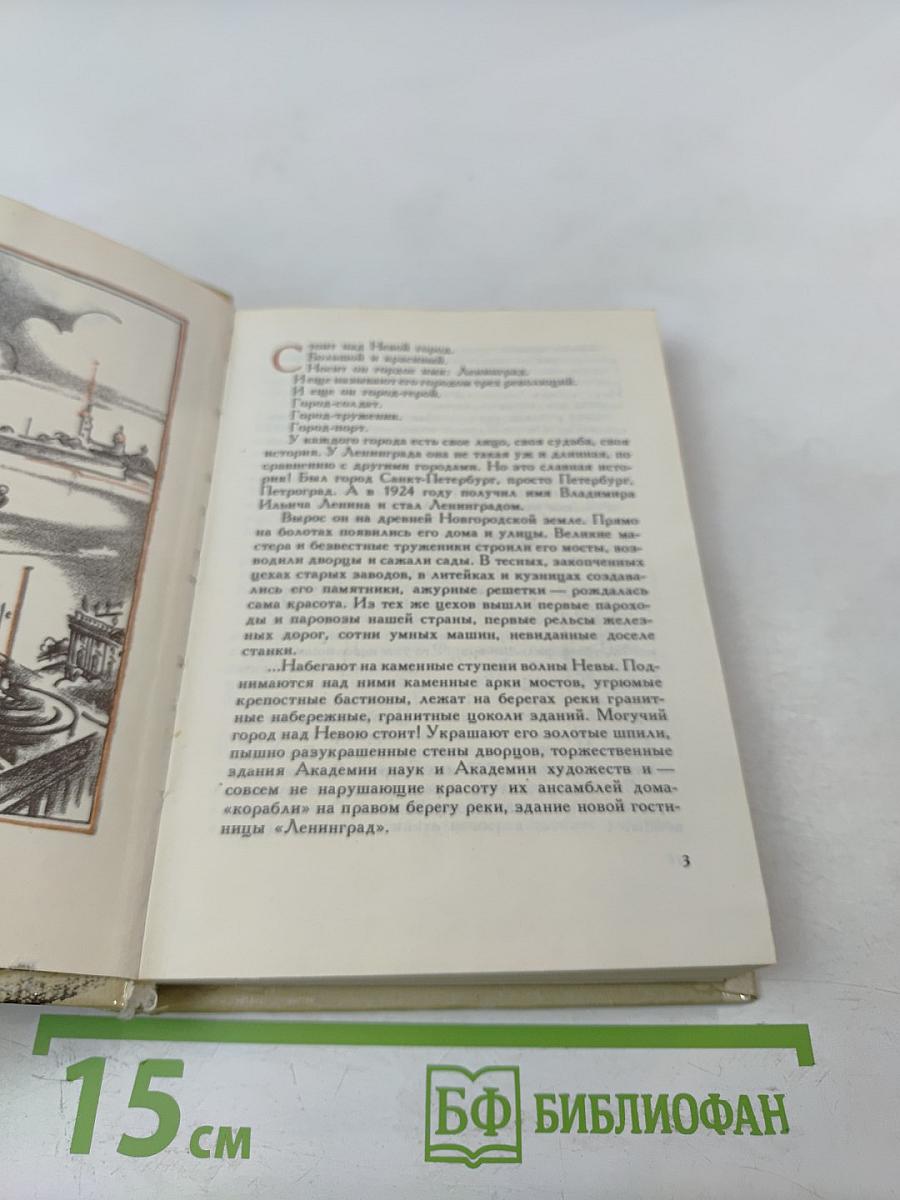 Стоит над Невой город.
Большой и красивый.
Носит он гордое имя: Ленинград.
И еще называют его городом трех революций.
И еще он город-герой.
Город-солдат.
Город-труженик.
Город-порт.
У каждого города есть свое лицо, своя судьба, своя
история. У Ленинграда она не такая уж и длинная, по
сравнению с другими городами. Но это славная исто-
рия! Был город Санкт-Петербург, просто Петербург,
Петроград. А в 1924 году получил имя Владимира
Ильича Ленина и стал Ленинградом.
Вырос он на древней Новгородской земле. Прямо
на болотах появились его дома и улицы. Великие ма-
стера и безвестные труженики строили его мосты, воз-
водили дворцы и сажали сады. В тесных, закопченных
цехах старых заводов, в литейках и кузницах создава-
лись его памятники, ажурные решетки — рождалась
сама красота. Из тех же цехов вышли первые парохо-
ды и паровозы нашей страны, первые рельсы желез-
ных дорог, сотни умных машин, невиданные доселе
станки.
...Набегают на каменные ступени волны Невы. Под-
нимаются над ними каменные арки мостов, угрюмые
крепостные бастионы, лежат на берегах реки гранит-
ные набережные, гранитные цоколи зданий. Могучий
город над Невою стоит! Украшают его золотые шпили,
пышно разукрашенные стены дворцов, торжественные
здания Академии наук и Академии художеств и —
совсем не нарушающие красоту их ансамблей дома-
«корабли» на правом берегу реки, здание новой гости-
ницы «Ленинград».
3
15 см
БФ БИБЛИОФАН